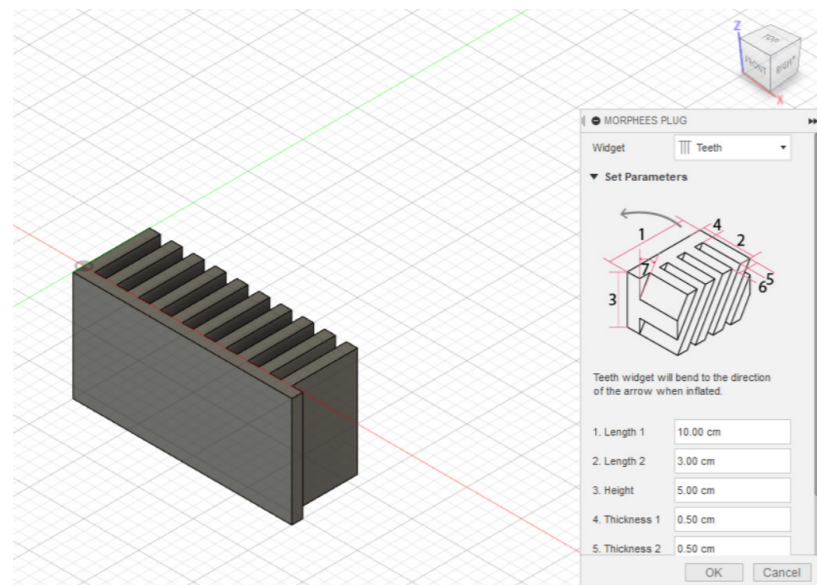 Z
TOP
FRONT
RIGHT
X
MORPHEES PLUG
Widget
Teeth
Set Parameters
1
4
2
7
3
5
6
Teeth widget will bend to the direction
of the arrow when inflated.
1. Length 1 10.00 cm
2. Length 2 3.00 cm
3. Height 5.00 cm
4. Thickness 1 0.50 cm
5. Thickness 2 0.50 cm
OK Cancel